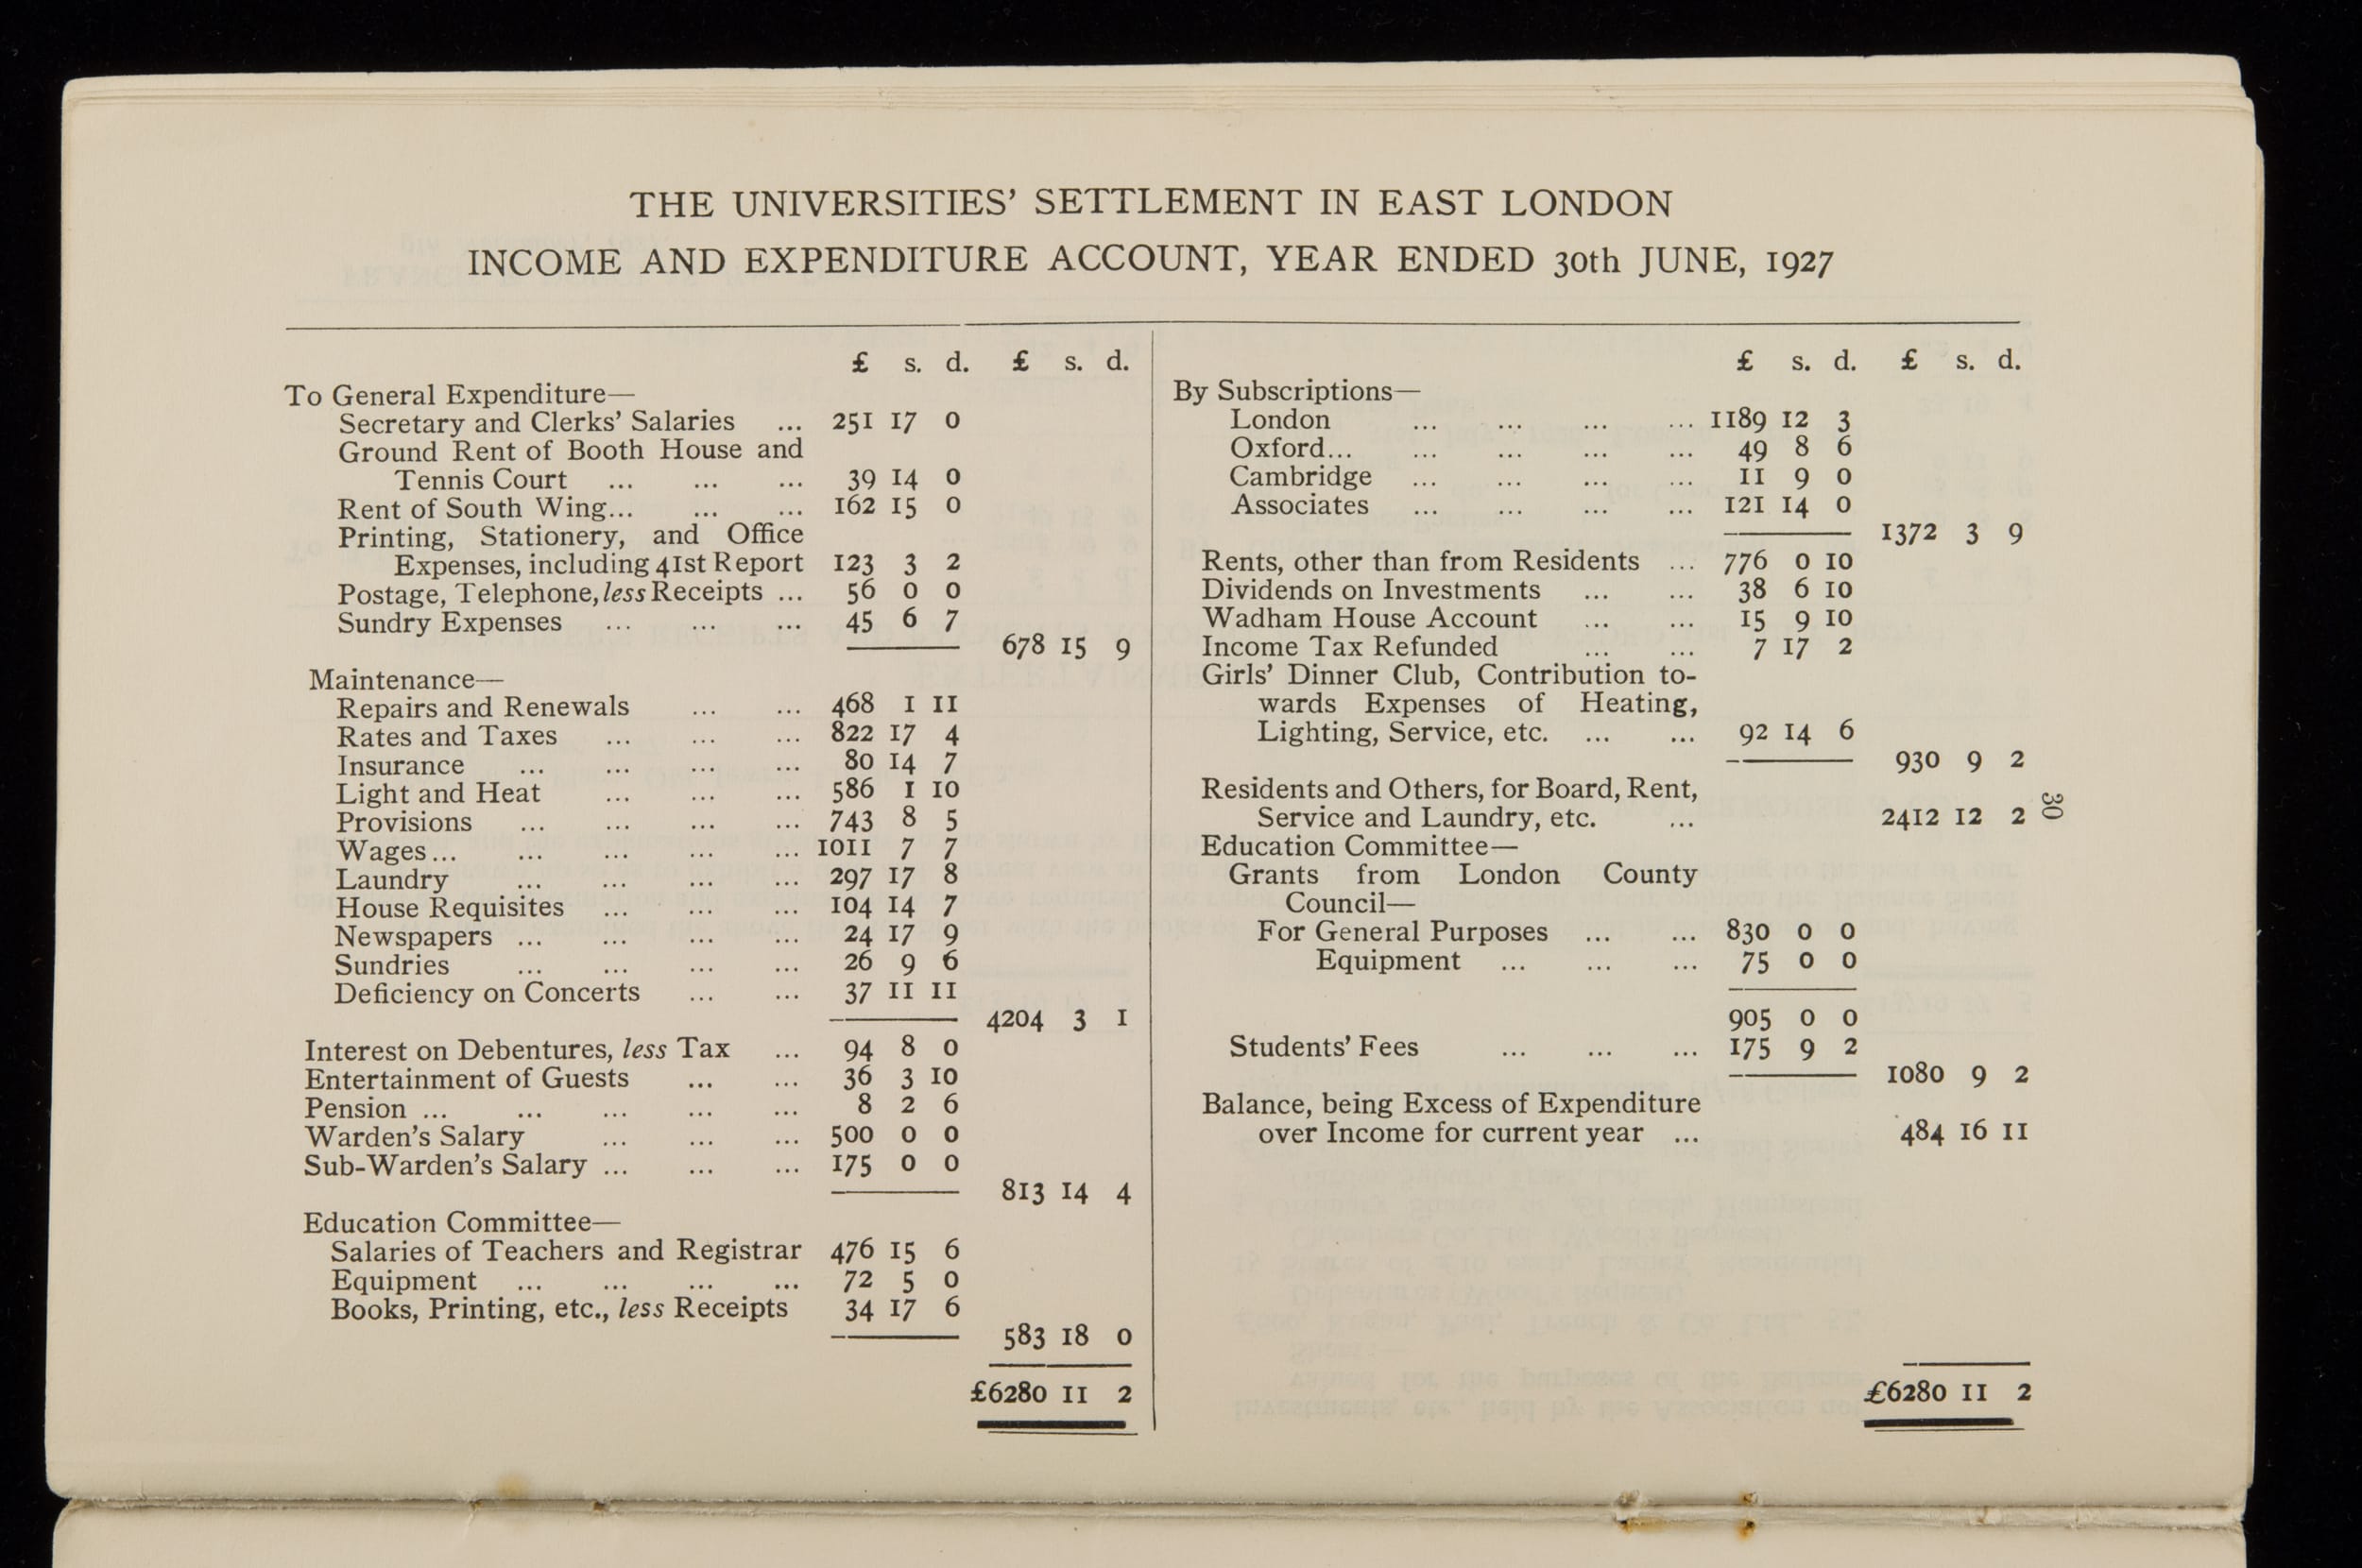 THE UNIVERSITIES' SETTLEMENT IN EAST LONDON
INCOME AND EXPENDITURE ACCOUNT, YEAR ENDED 30th JUNE, 1927
£ s. d. £ s. d.
To General Expenditure—
Secretary and Clerks' Salaries ... 251 17 0
Ground Rent of Booth House and
Tennis Court ... ... ... 39 14 0
Rent of South Wing... ... ... 162 15 0
Printing, Stationery, and Office
Expenses, including 41st Report 123 3 2
Postage, Telephone, less Receipts ... 56 0 0
Sundry Expenses ... ... ... 45 6 7
678 15 9
Maintenance—
Repairs and Renewals ... ... 468 1 11
Rates and Taxes ... ... ... 822 17 4
Insurance ... ... ... ... 80 14 7
Light and Heat ... ... ... 586 1 10
Provisions ... ... ... ... 743 8 5
Wages... ... ... ... ... 1011 7 7
Laundry ... ... ... ... 297 17 8
House Requisites ... ... ... 104 14 7
Newspapers ... ... ... ... 24 17 9
Sundries ... ... ... ... 26 9 6
Deficiency on Concerts ... ... 37 11 11
4204 3 1
Interest on Debentures, less Tax ... 94 8 0
Entertainment of Guests ... ... 36 3 10
Pension ... ... ... ... ... 8 2 6
Warden's Salary ... ... ... 500 0 0
Sub-Warden's Salary ... ... ... 175 0 0
813 14 4
Education Committee—
Salaries of Teachers and Registrar 476 15 6
Equipment ... ... ... ... 72 5 0
Books, Printing, etc., less Receipts 34 17 6
583 18 0
£6280 11 2
£ s. d. £ s. d.
By Subscriptions—
London ... ... ... ... 1189 12 3
Oxford... ... ... ... ... 49 8 6
Cambridge ... ... ... ... 11 9 0
Associates ... ... ... ... 121 14 0
1372 3 9
Rents, other than from Residents ... 776 0 10
Dividends on Investments ... ... 38 6 10
Wadham House Account ... ... 15 9 10
Income Tax Refunded ... ... 7 17 2
Girls' Dinner Club, Contribution to-
wards Expenses of Heating,
Lighting, Service, etc. ... ... 92 14 6
930 9 2
Residents and Others, for Board, Rent,
Service and Laundry, etc. ... 2412 12 2
Education Committee—
Grants from London County
Council—
For General Purposes ... ... 830 0 0
Equipment ... ... ... 75 0 0
905 0 0
Students' Fees ... ... ... 175 9 2
1080 9 2
Balance, being Excess of Expenditure
over Income for current year ... 484 16 11
£6280 11 2
30